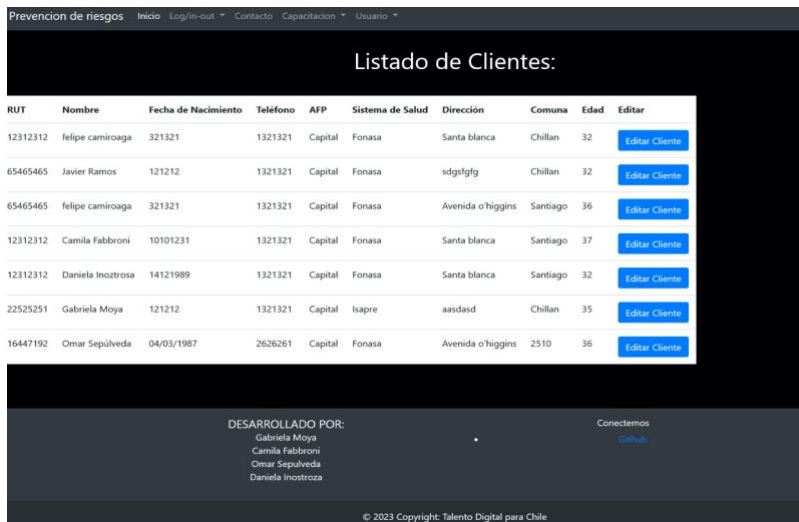 Prevencion de riesgos Inicio Log/in-out Contacto Capacitacion Usuario
Listado de Clientes:
RUT Nombre Fecha de Nacimiento Teléfono AFP Sistema de Salud Dirección Comuna Edad Editar
12312312 felipe camiroaga 321321 1321321 Capital Fonasa Santa blanca Chillan 32 Editar Cliente
65465465 Javier Ramos 121212 1321321 Capital Fonasa sdgsfgfg Chillan 32 Editar Cliente
65465465 felipe camiroaga 321321 1321321 Capital Fonasa Avenida o'higgins Santiago 36 Editar Cliente
12312312 Camila Fabbroni 10101231 1321321 Capital Fonasa Santa blanca Santiago 37 Editar Cliente
12312312 Daniela Inoztrosa 14121989 1321321 Capital Fonasa Santa blanca Santiago 32 Editar Cliente
22525251 Gabriela Moya 121212 1321321 Capital Isapre aasdasd Chillan 35 Editar Cliente
16447192 Omar Sepúlveda 04/03/1987 2626261 Capital Fonasa Avenida o'higgins 2510 36 Editar Cliente
DESARROLLADO POR:
Gabriela Moya
Camila Fabbroni
Omar Sepulveda
Daniela Inostroza
Conectemos
Github
© 2023 Copyright: Talento Digital para Chile